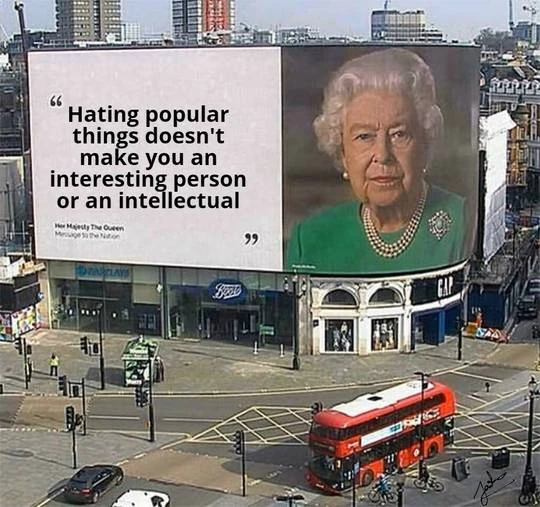 “ Hating popular
things doesn't
make you an
interesting person
or an intellectual
Her Majesty The Queen
Message to the Nation ”
BARCLAYS
Boots
GAP